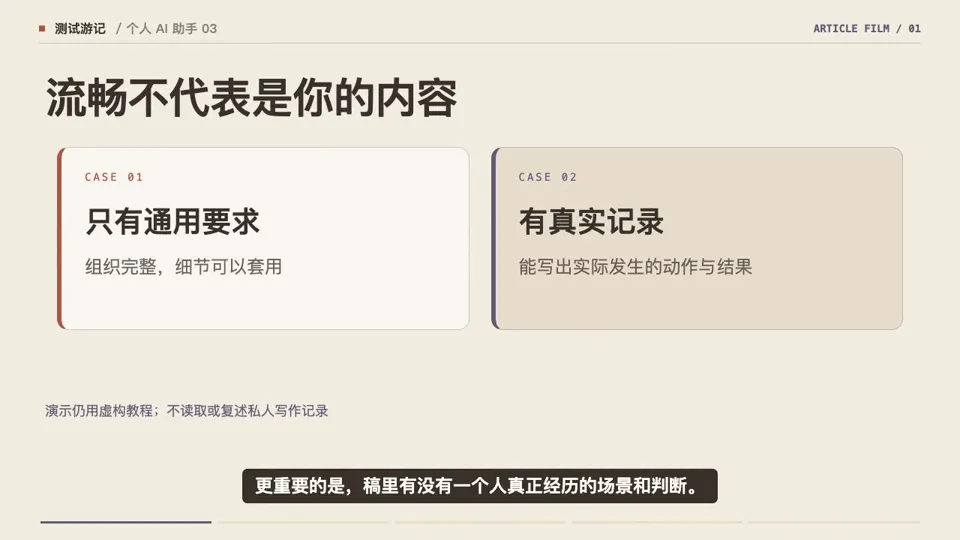 测试游记 / 个人 AI 助手 03
ARTICLE FILM / 01
流畅不代表是你的内容
CASE 01
只有通用要求
组织完整，细节可以套用
CASE 02
有真实记录
能写出实际发生的动作与结果
演示仍用虚构教程；不读取或复述私人写作记录
更重要的是，稿里有没有一个人真正经历的场景和判断。